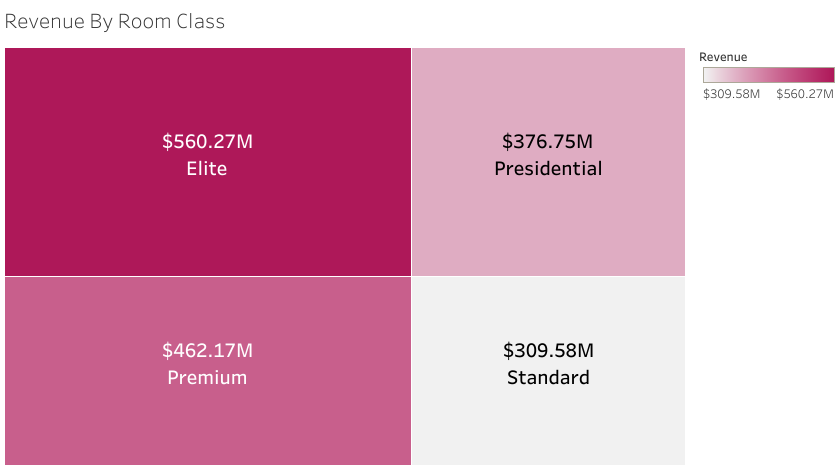 Revenue By Room Class
$560.27M
Elite
$376.75M
Presidential
$462.17M
Premium
$309.58M
Standard
Revenue
$309.58M $560.27M